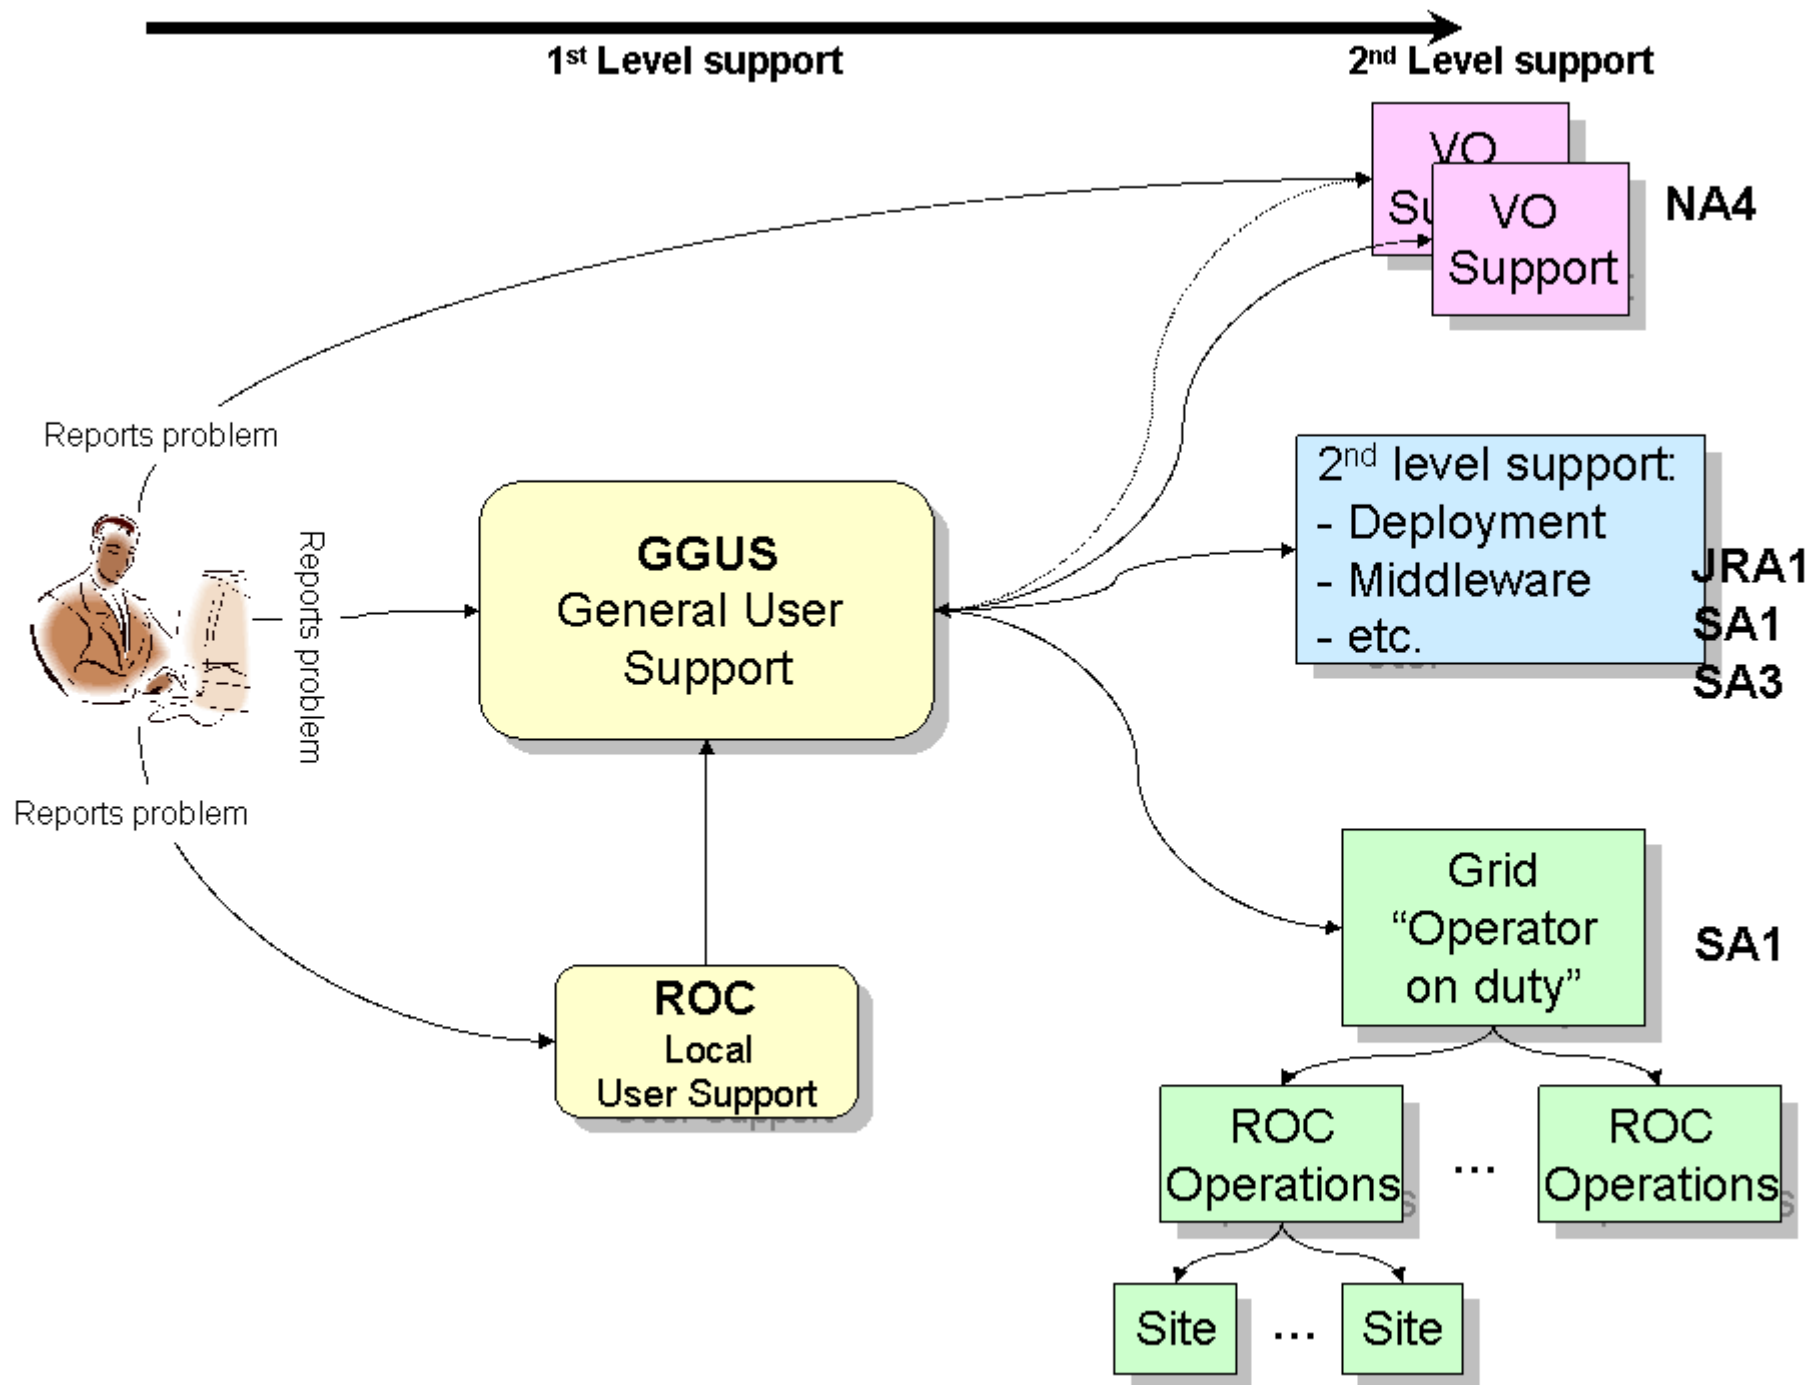 1st Level support
2nd Level support
VO
Su
VO
Support
NA4
Reports problem
2nd level support:
- Deployment
- Middleware
- etc.
JRA1
SA1
SA3
GGUS
General User
Support
Reports problem
Reports problem
Grid
“Operator
on duty”
SA1
ROC
Local
User Support
ROC
Operations
...
ROC
Operations
Site
...
Site